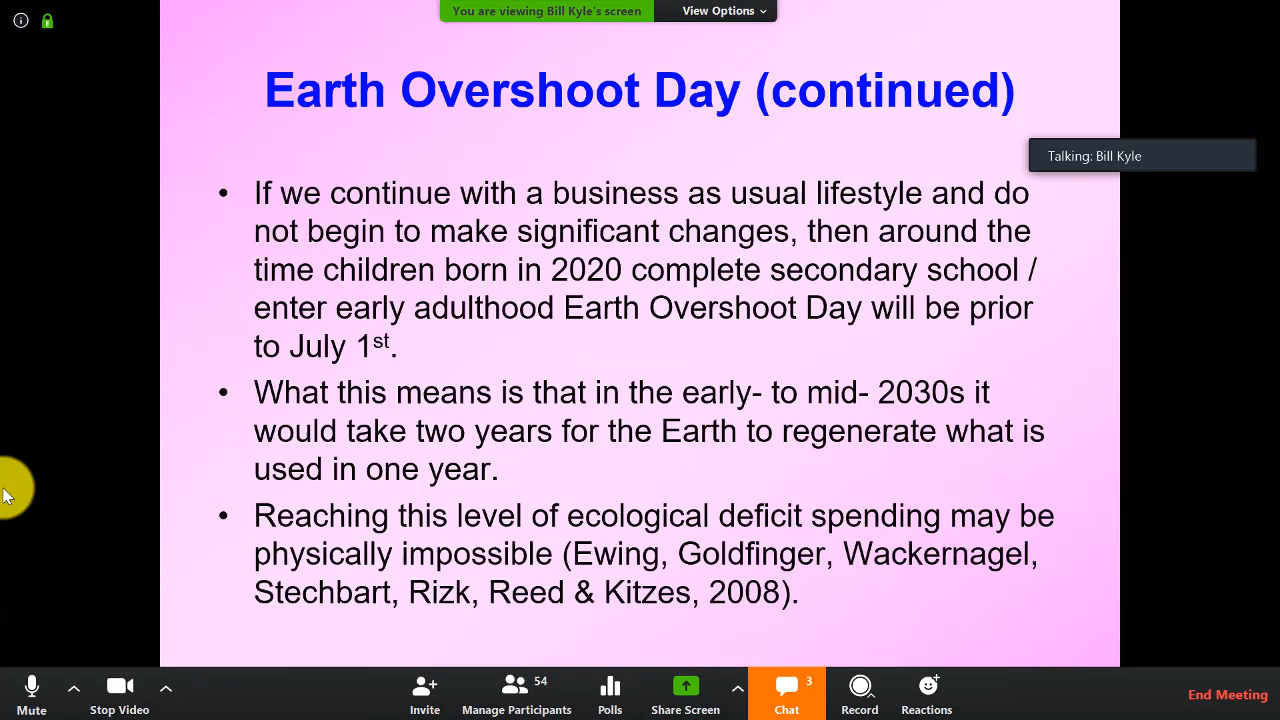 You are viewing Bill Kyle's screen View Options
Earth Overshoot Day (continued)
Talking: Bill Kyle
• If we continue with a business as usual lifestyle and do
not begin to make significant changes, then around the
time children born in 2020 complete secondary school /
enter early adulthood Earth Overshoot Day will be prior
to July 1st.
• What this means is that in the early- to mid- 2030s it
would take two years for the Earth to regenerate what is
used in one year.
• Reaching this level of ecological deficit spending may be
physically impossible (Ewing, Goldfinger, Wackernagel,
Stechbart, Rizk, Reed & Kitzes, 2008).
54 3
Mute Stop Video Invite Manage Participants Polls Share Screen Chat Record Reactions End Meeting